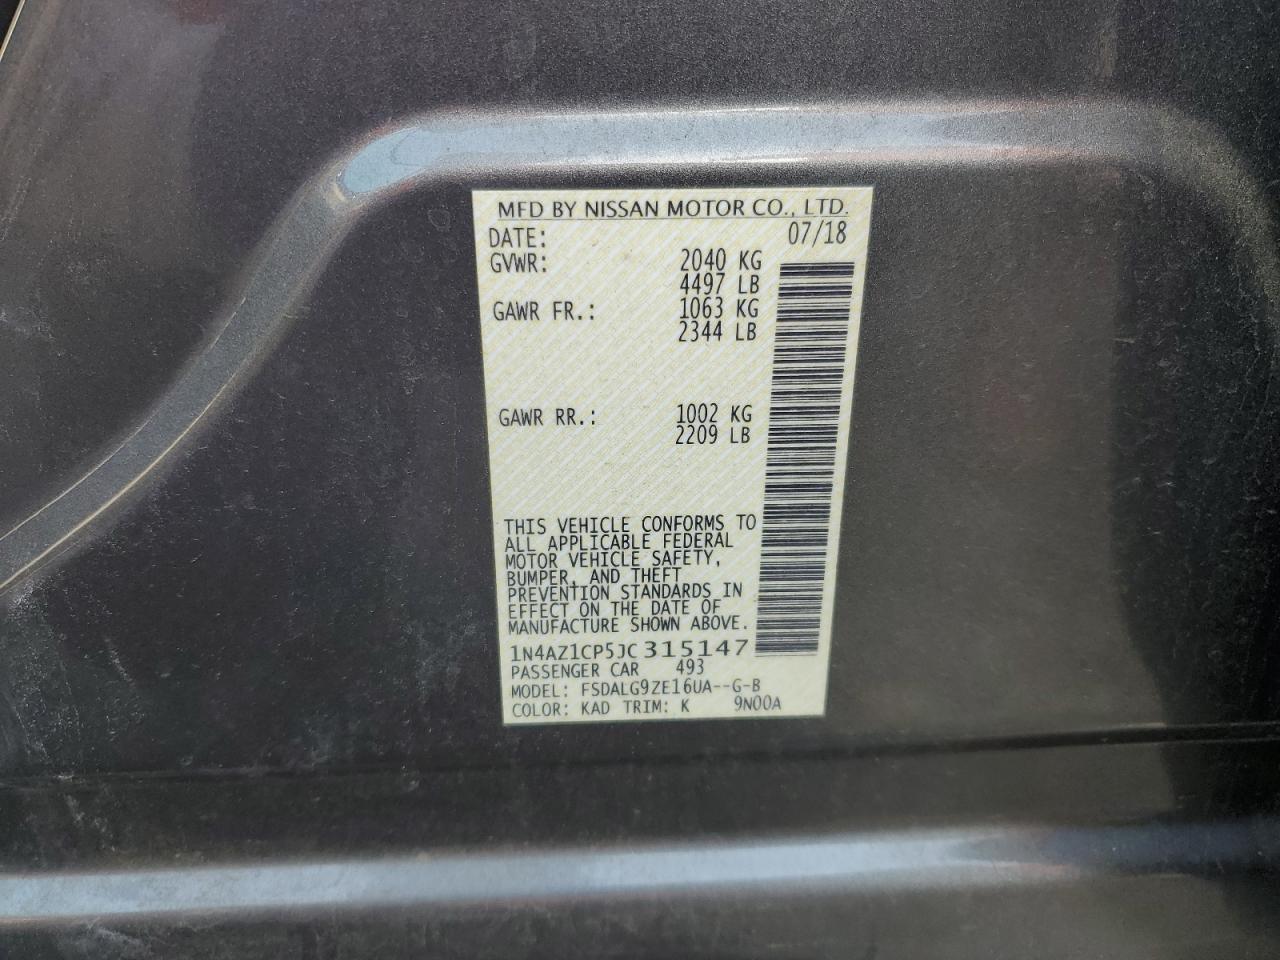 MFD BY NISSAN MOTOR CO., LTD.
DATE: 07/18
GVWR: 2040 KG
4497 LB
GAWR FR.: 1063 KG
2344 LB
GAWR RR.: 1002 KG
2209 LB
THIS VEHICLE CONFORMS TO
ALL APPLICABLE FEDERAL
MOTOR VEHICLE SAFETY,
BUMPER, AND THEFT
PREVENTION STANDARDS IN
EFFECT ON THE DATE OF
MANUFACTURE SHOWN ABOVE.
1N4AZ1CP5JC315147
PASSENGER CAR 493
MODEL: FSDALG9ZE16UA--G-B
COLOR: KAD TRIM: K 9N00A